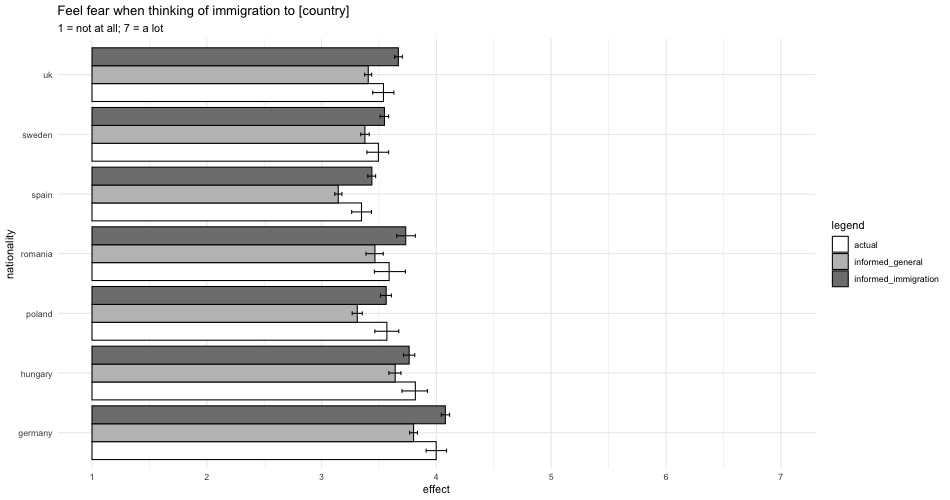 Feel fear when thinking of immigration to [country]
1 = not at all; 7 = a lot
uk
sweden
spain
romania
poland
hungary
germany
nationality
1 2 3 4 5 6 7
effect
legend
actual
informed_general
informed_immigration